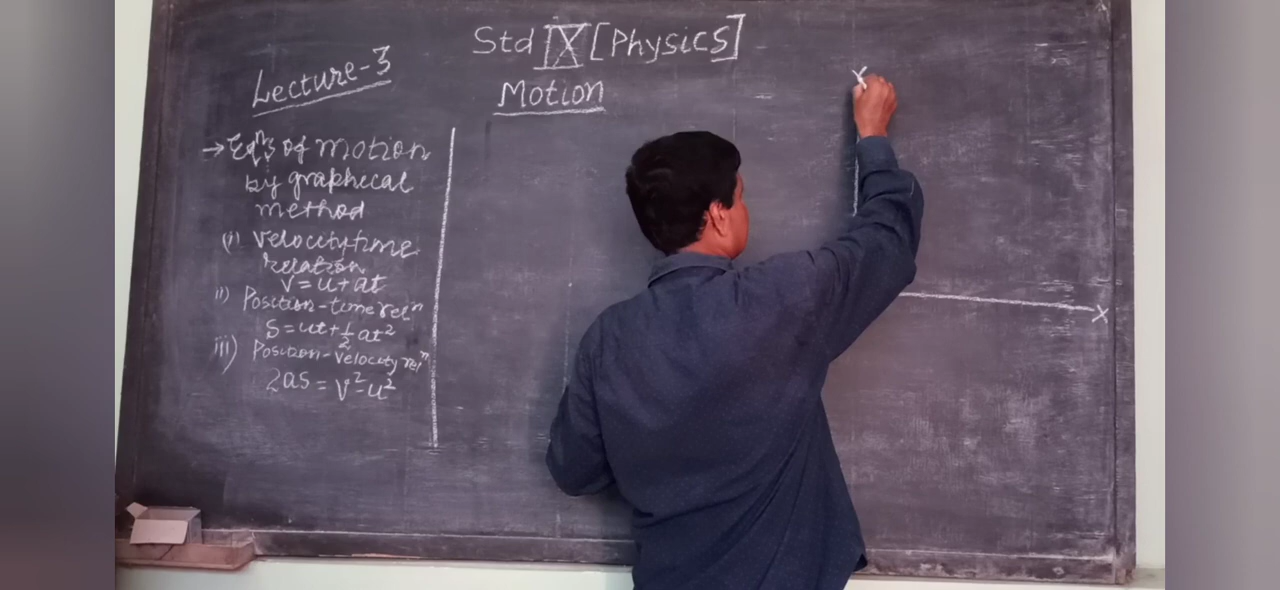 Std IX [Physics]
Lecture-3
Motion
→ Eqⁿs of motion
by graphical
method
(i) Velocity time
relation
V = u + at
ii) Position-time relⁿ
S = ut + 1/2 at²
iii) Position-Velocity relⁿ
2as = V² - u²
Y
X